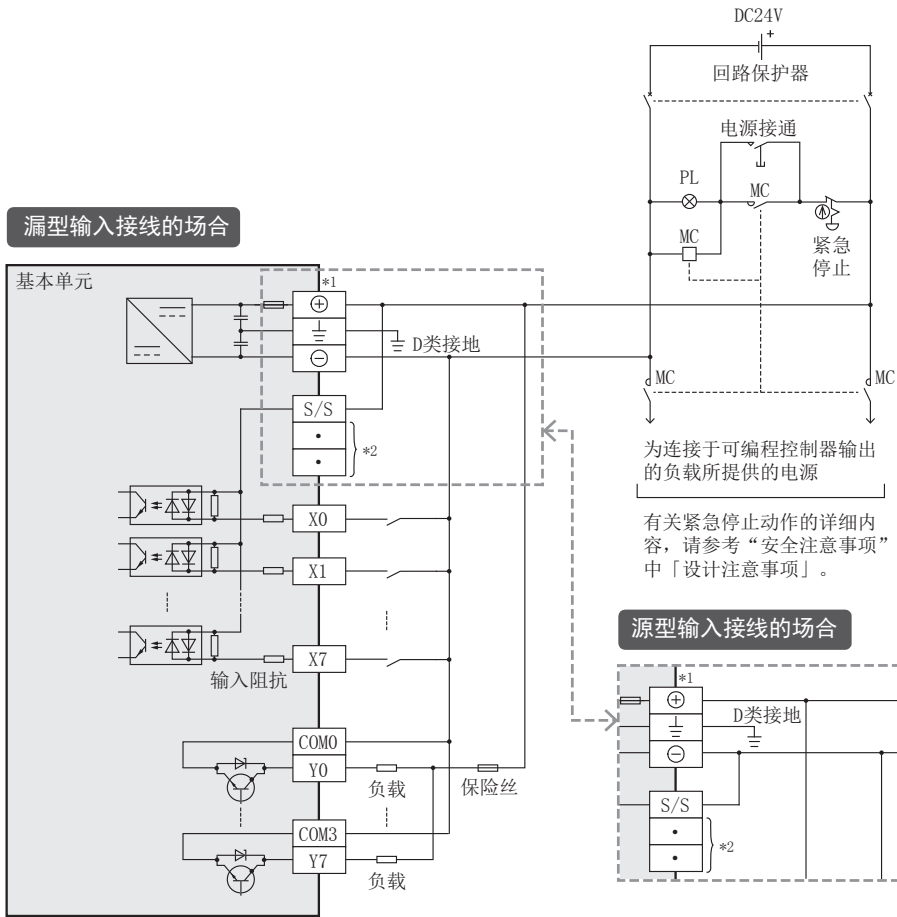 DC24V
+
回路保护器
电源接通
PL
MC
MC
紧急
停止
MC
MC
为连接于可编程控制器输出
的负载所提供的电源
有关紧急停止动作的详细内
容，请参考“安全注意事项”
中「设计注意事项」。
漏型输入接线的场合
基本单元
*1
+
D类接地
-
S/S
•
*2
•
X0
X1
X7
输入阻抗
COM0
Y0
负载
保险丝
COM3
Y7
负载
源型输入接线的场合
*1
+
D类接地
-
S/S
•
*2
•